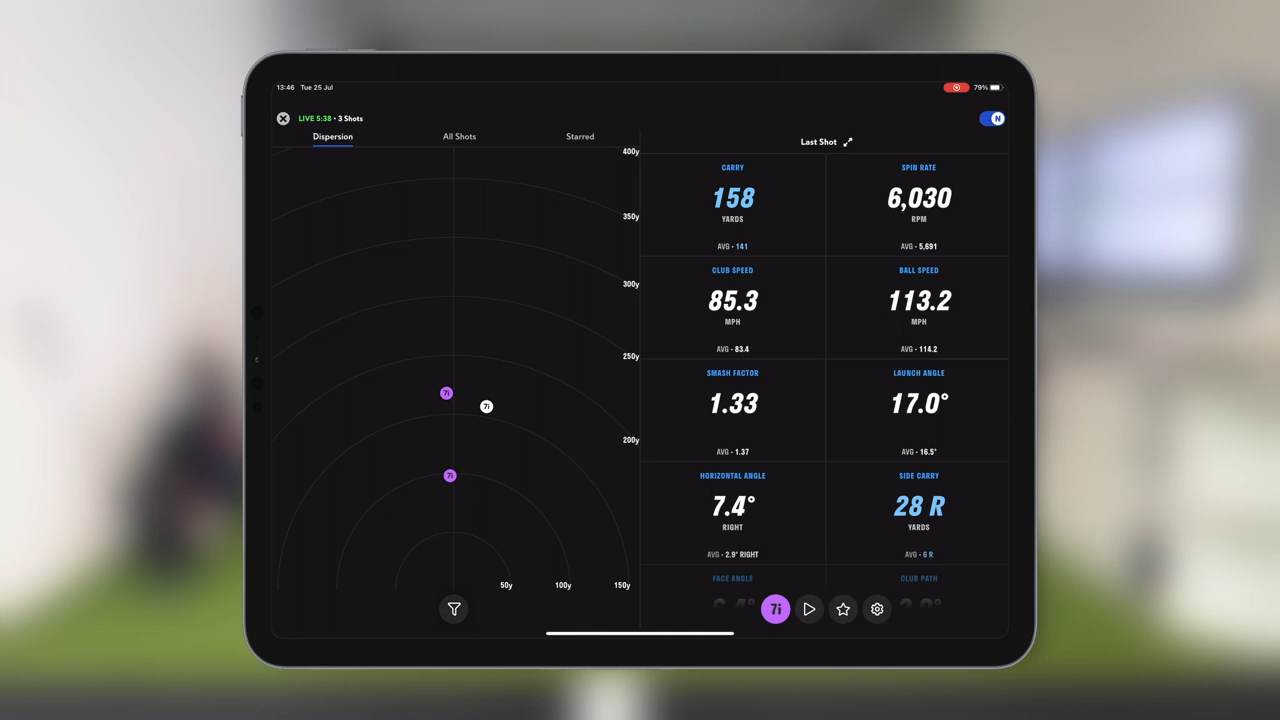 13:46 Tue 25 Jul
79%
LIVE 5:38 • 3 Shots
N
Dispersion
All Shots
Starred
Last Shot
400y
350y
300y
250y
200y
7i
7i
7i
50y
100y
150y
CARRY
158
YARDS
AVG • 141
SPIN RATE
6,030
RPM
AVG • 5,691
CLUB SPEED
85.3
MPH
AVG • 83.4
BALL SPEED
113.2
MPH
AVG • 114.2
SMASH FACTOR
1.33
AVG • 1.37
LAUNCH ANGLE
17.0°
AVG • 16.5°
HORIZONTAL ANGLE
7.4°
RIGHT
AVG • 2.9° RIGHT
SIDE CARRY
28 R
YARDS
AVG • 6 R
FACE ANGLE
CLUB PATH
7i